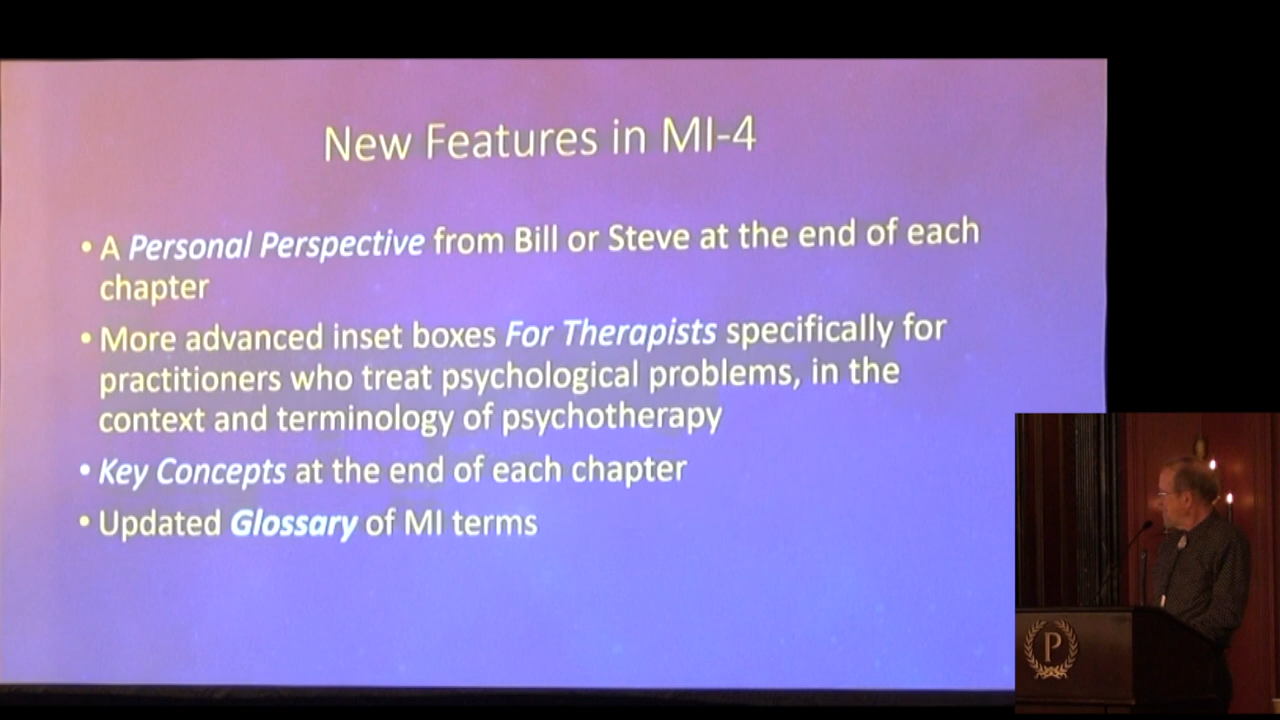 New Features in MI-4
• A Personal Perspective from Bill or Steve at the end of each
chapter
• More advanced inset boxes For Therapists specifically for
practitioners who treat psychological problems, in the
context and terminology of psychotherapy
• Key Concepts at the end of each chapter
• Updated Glossary of MI terms
P